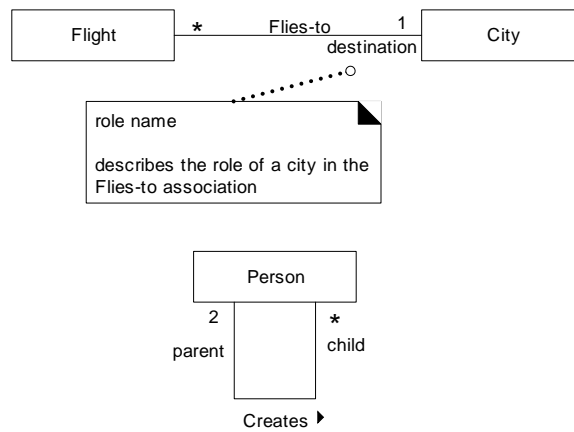 Flight
*
Flies-to
1
destination
City
role name
describes the role of a city in the
Flies-to association
Person
2
*
parent
child
Creates